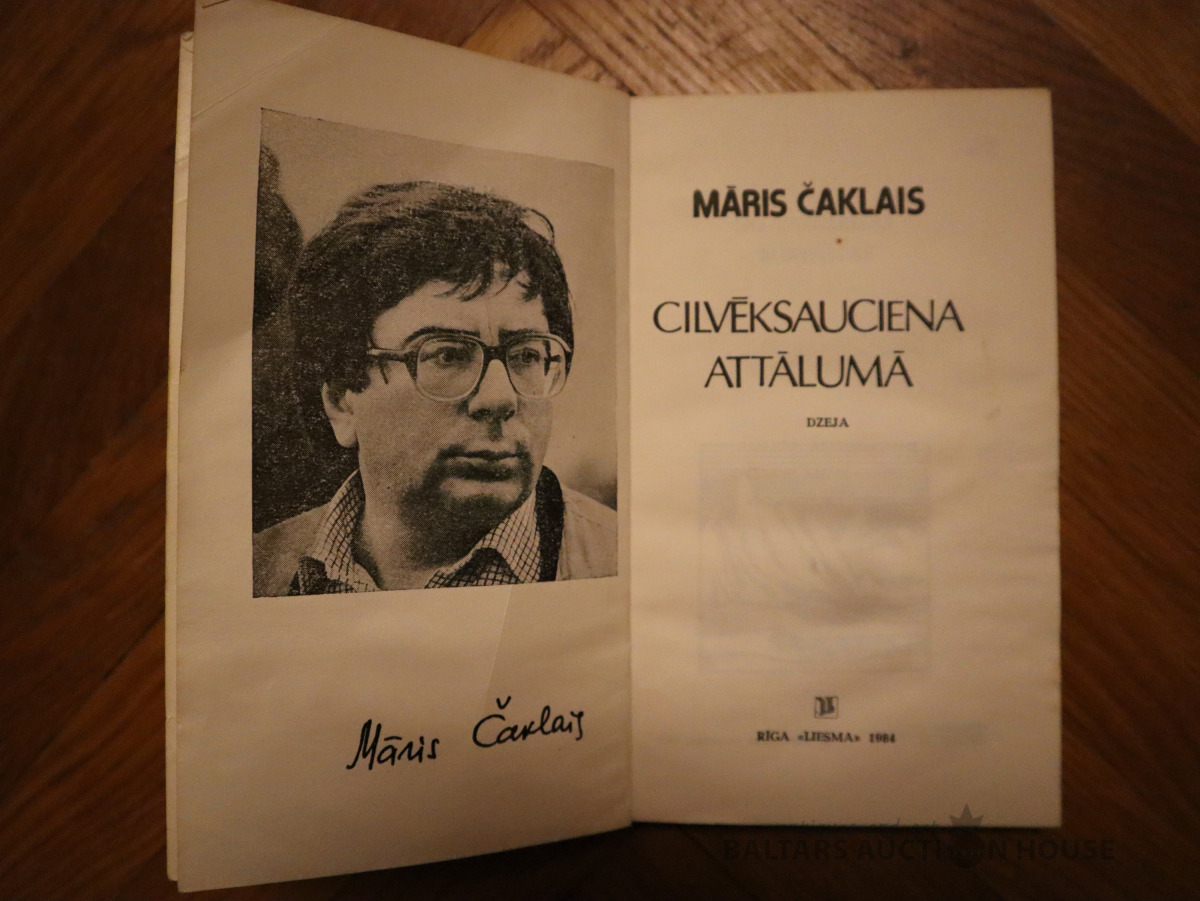 Māris Čaklais
MĀRIS ČAKLAIS
CILVĒKSAUCIENA
ATTĀLUMĀ
DZEJA
RĪGA «LIESMA» 1984
BALTARS AUCTION HOUSE